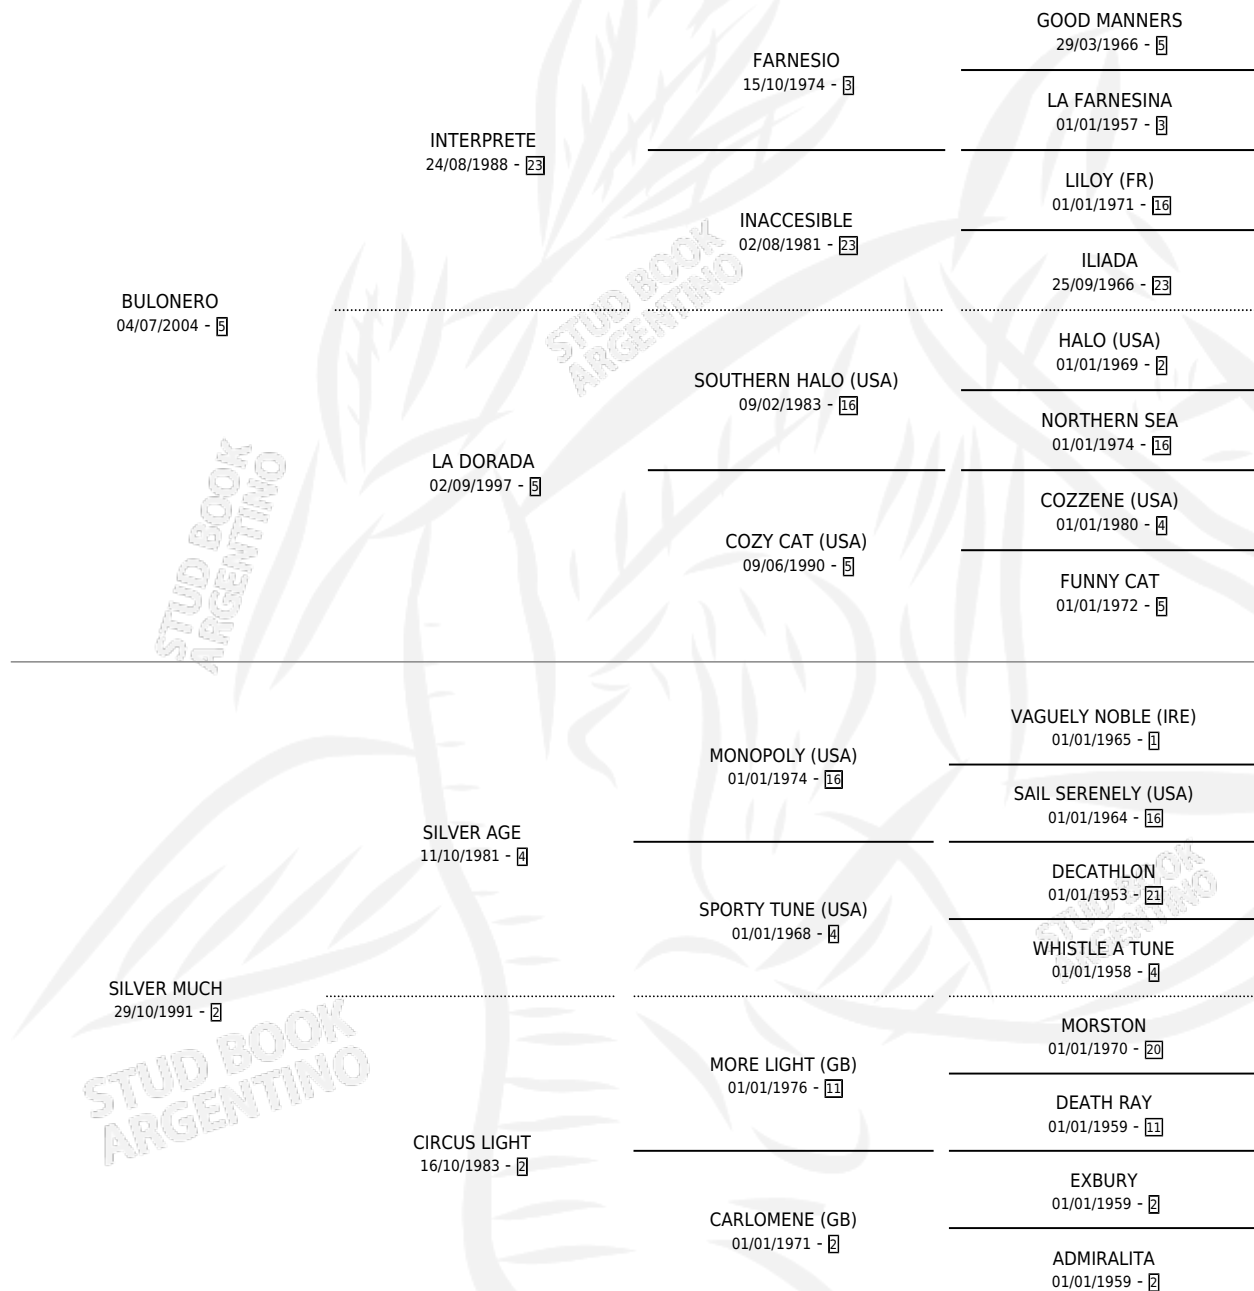 GOOD MANNERS
29/03/1966 - 5
FARNESIO
15/10/1974 - 3
LA FARNESINA
01/01/1957 - 3
INTERPRETE
24/08/1988 - 23
LILOY (FR)
01/01/1971 - 16
INACCESIBLE
02/08/1981 - 23
ILIADA
25/09/1966 - 23
BULONERO
04/07/2004 - 5
HALO (USA)
01/01/1969 - 2
SOUTHERN HALO (USA)
09/02/1983 - 16
NORTHERN SEA
01/01/1974 - 16
LA DORADA
02/09/1997 - 5
COZZENE (USA)
01/01/1980 - 4
COZY CAT (USA)
09/06/1990 - 5
FUNNY CAT
01/01/1972 - 5
VAGUELY NOBLE (IRE)
01/01/1965 - 1
MONOPOLY (USA)
01/01/1974 - 16
SAIL SERENELY (USA)
01/01/1964 - 16
SILVER AGE
11/10/1981 - 4
DECATHLON
01/01/1953 - 21
SPORTY TUNE (USA)
01/01/1968 - 4
WHISTLE A TUNE
01/01/1958 - 4
SILVER MUCH
29/10/1991 - 2
MORSTON
01/01/1970 - 20
MORE LIGHT (GB)
01/01/1976 - 11
DEATH RAY
01/01/1959 - 11
CIRCUS LIGHT
16/10/1983 - 2
EXBURY
01/01/1959 - 2
CARLOMENE (GB)
01/01/1971 - 2
ADMIRALITA
01/01/1959 - 2
STUD BOOK
ARGENTINO
STUD BOOK
ARGENTINO
STUD BOOK
ARGENTINO
STUD BOOK
ARGENTINO